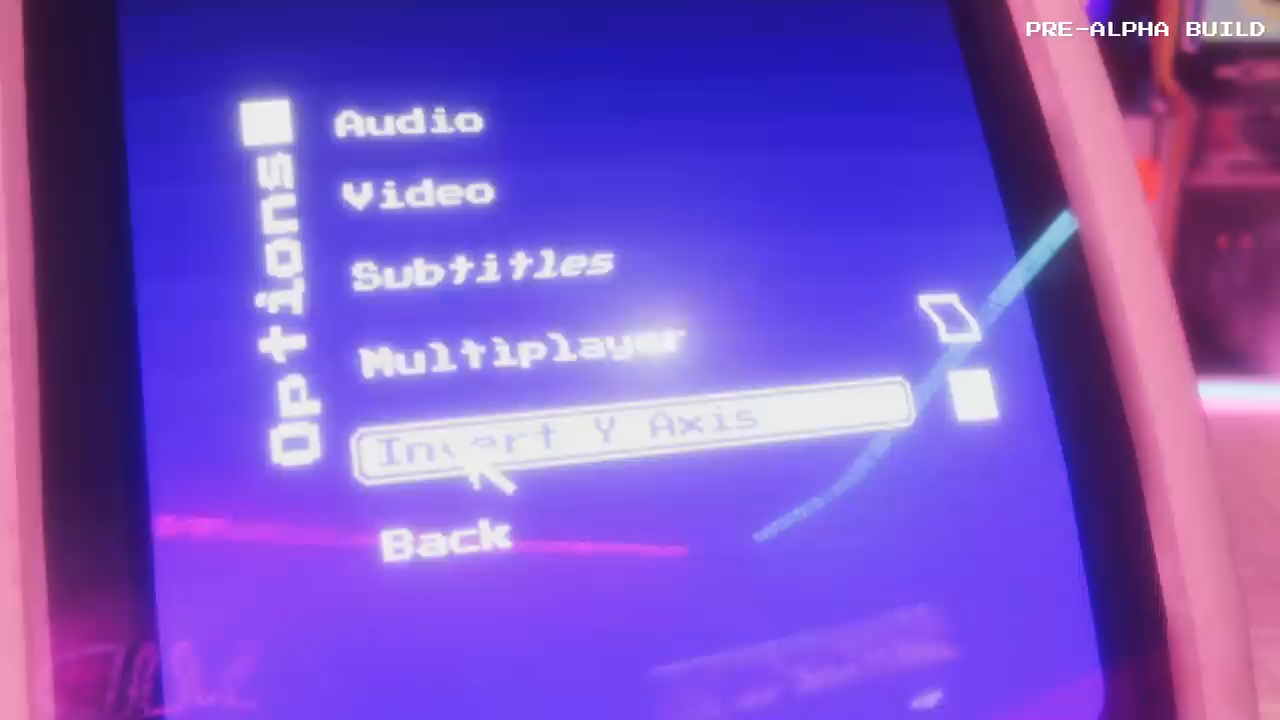 PRE-ALPHA BUILD
Options
Audio
Video
Subtitles
Multiplayer
Invert Y Axis
Back